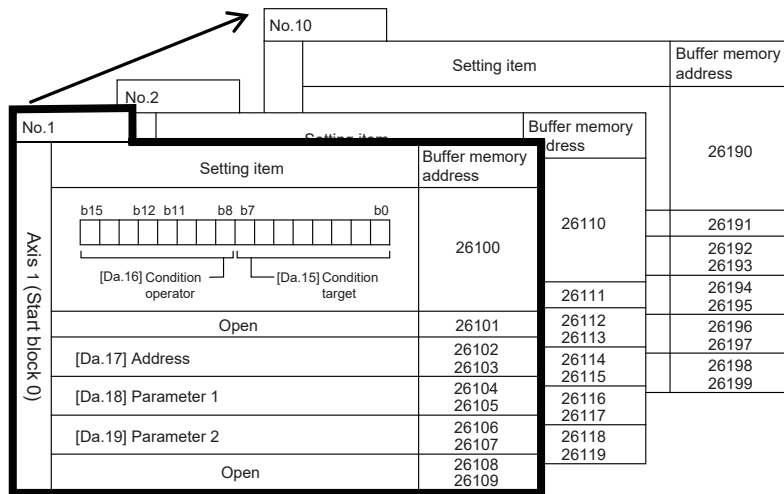 No.10
Setting item
Buffer memory
address
26190
26191
26192
26193
26194
26195
26196
26197
26198
26199
No.2
Setting item
Buffer memory
address
26110
26111
26112
26113
26114
26115
26116
26117
26118
26119
No.1
Axis 1 (Start block 0)
Setting item
Buffer memory
address
b15 b12 b11 b8 b7 b0
[Da.16] Condition
operator
[Da.15] Condition
target
26100
Open
26101
[Da.17] Address
26102
26103
[Da.18] Parameter 1
26104
26105
[Da.19] Parameter 2
26106
26107
Open
26108
26109